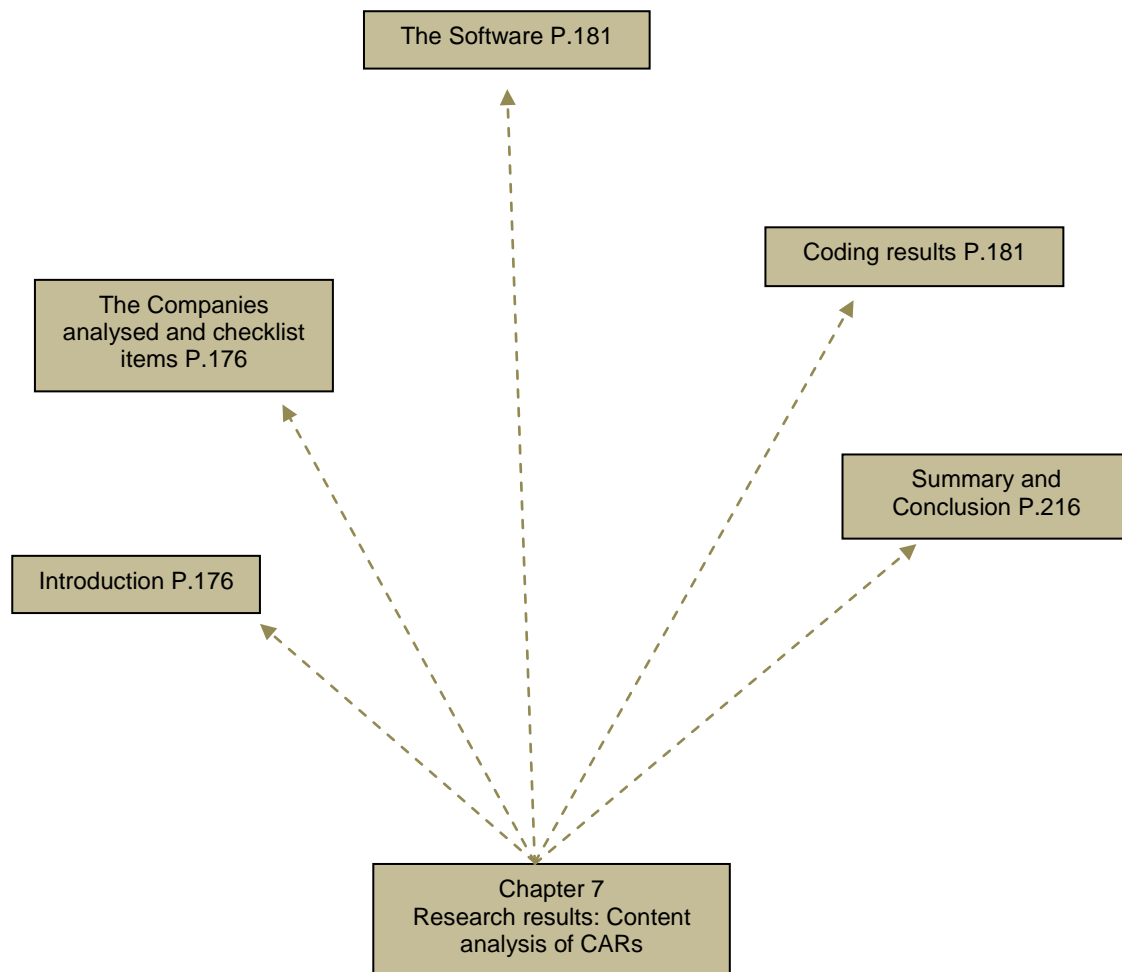 The Software P.181
Coding results P.181
The Companies
analysed and checklist
items P.176
Summary and
Conclusion P.216
Introduction P.176
Chapter 7
Research results: Content
analysis of CARs